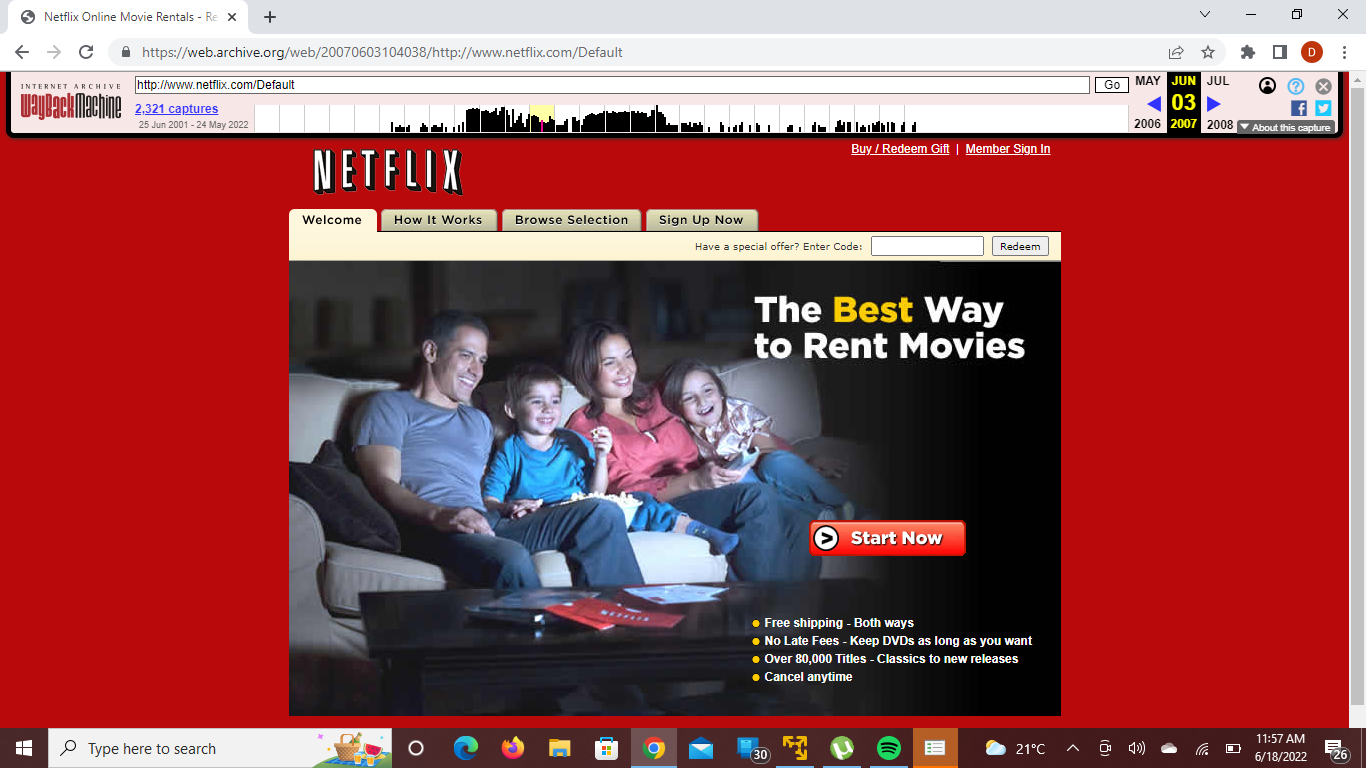 Netflix Online Movie Rentals - Re
https://web.archive.org/web/20070603104038/http://www.netflix.com/Default
D
INTERNET ARCHIVE
WayBackMachine
http://www.netflix.com/Default
Go
2,321 captures
25 Jun 2001 - 24 May 2022
MAY JUN JUL
03
2006 2007 2008
About this capture
NETFLIX
Buy / Redeem Gift | Member Sign In
Welcome How It Works Browse Selection Sign Up Now
Have a special offer? Enter Code: Redeem
The Best Way
to Rent Movies
Start Now
NETFLIX
Free shipping - Both ways
No Late Fees - Keep DVDs as long as you want
Over 80,000 Titles - Classics to new releases
Cancel anytime
Type here to search
30
21°C
11:57 AM
6/18/2022
26